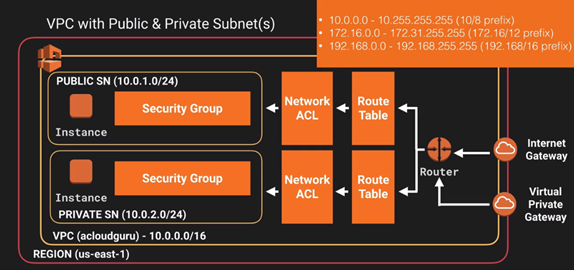 VPC with Public & Private Subnet(s)
• 10.0.0.0 - 10.255.255.255 (10/8 prefix)
• 172.16.0.0 - 172.31.255.255 (172.16/12 prefix)
• 192.168.0.0 - 192.168.255.255 (192.168/16 prefix)
PUBLIC SN (10.0.1.0/24)
Instance
Security Group
Network
ACL
Route
Table
Router
Internet
Gateway
Instance
Security Group
PRIVATE SN (10.0.2.0/24)
Network
ACL
Route
Table
Virtual
Private
Gateway
VPC (acloudguru) - 10.0.0.0/16
REGION (us-east-1)